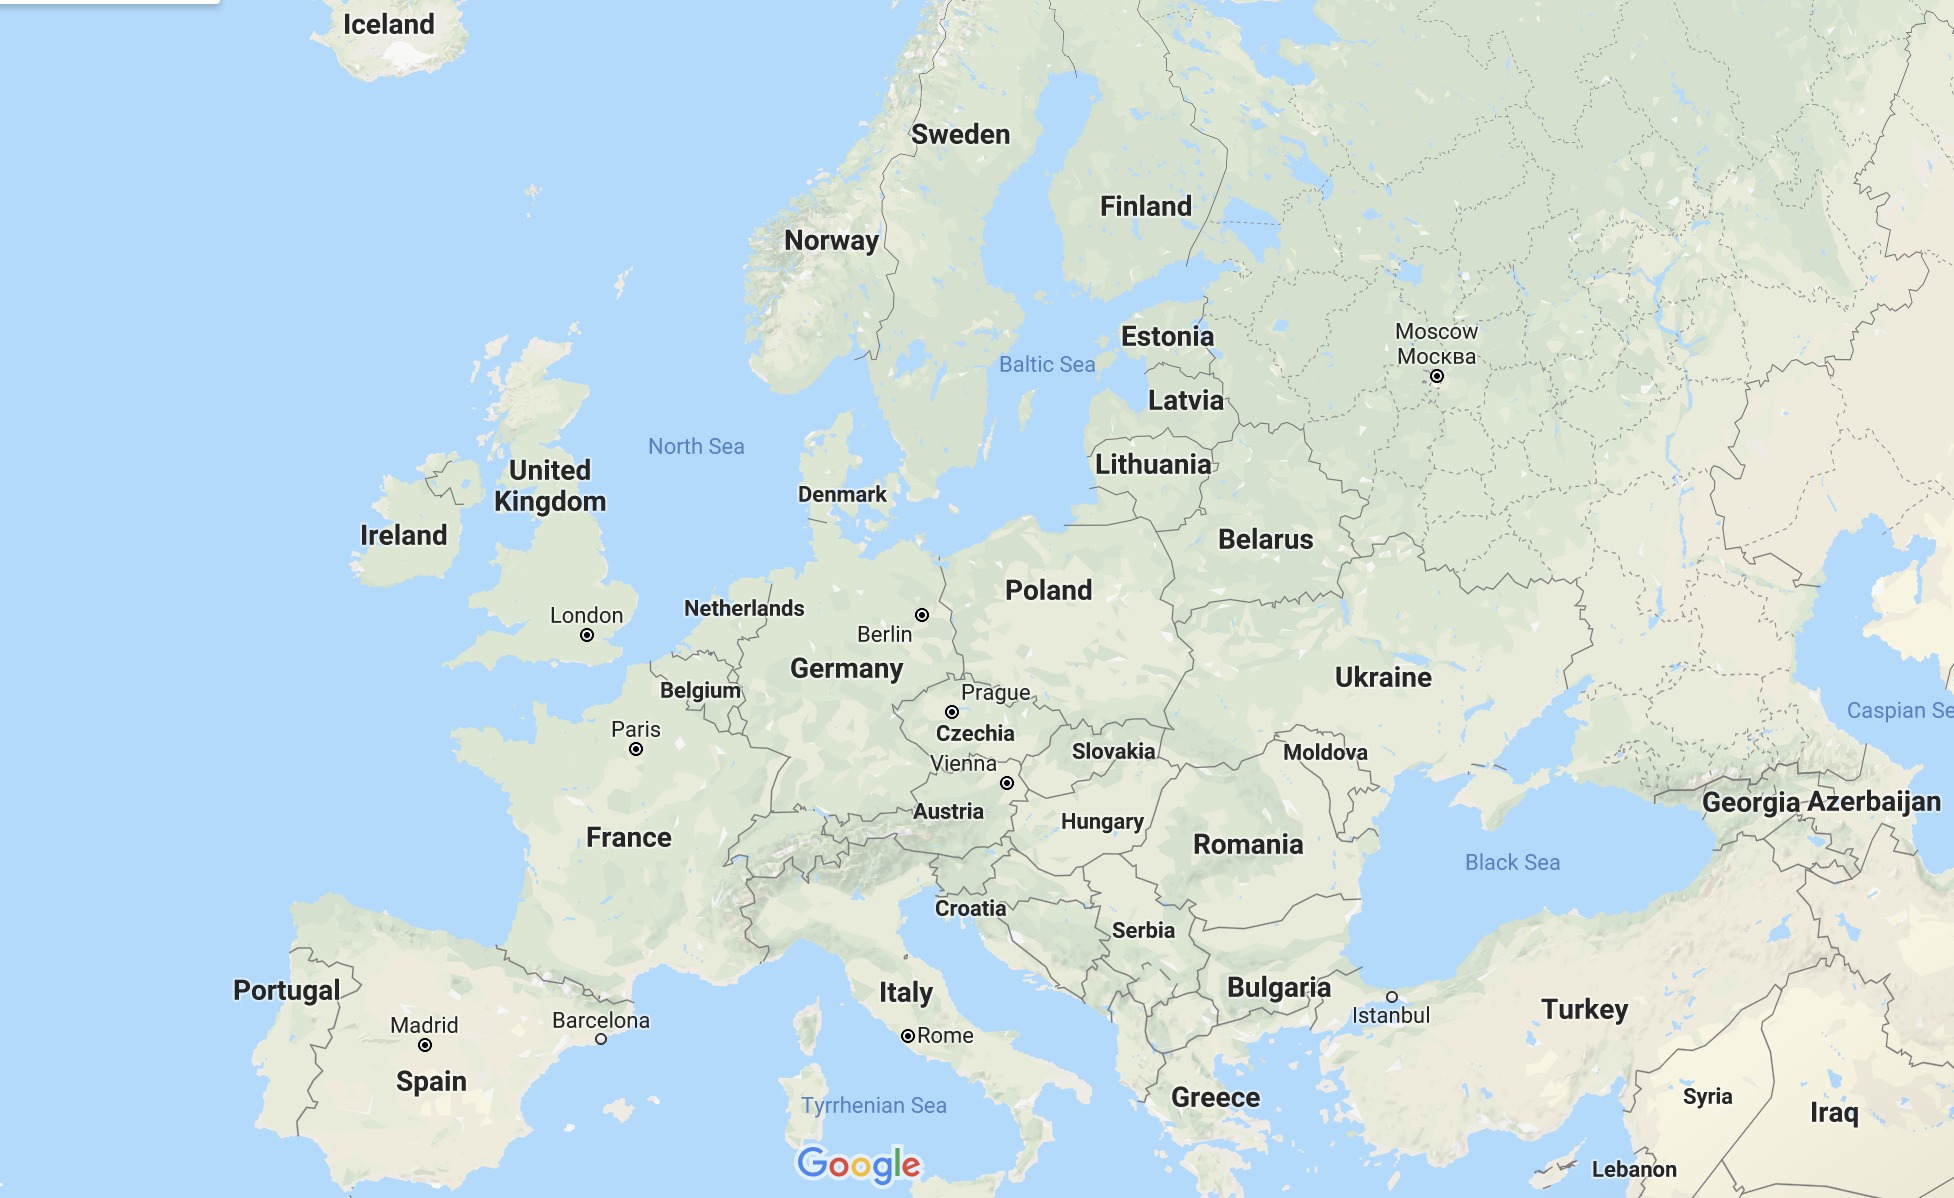 Iceland
Sweden
Finland
Norway
Estonia
Moscow
Москва
Baltic Sea
Latvia
North Sea
Lithuania
United
Kingdom
Denmark
Ireland
Belarus
Poland
Netherlands
London
Berlin
Germany
Ukraine
Belgium
Prague
Caspian Se
Paris
Czechia
Slovakia
Moldova
Vienna
Georgia
Azerbaijan
Austria
Hungary
France
Romania
Black Sea
Croatia
Serbia
Portugal
Italy
Bulgaria
Turkey
Istanbul
Madrid
Barcelona
Rome
Spain
Greece
Syria
Tyrrhenian Sea
Iraq
Google
Lebanon